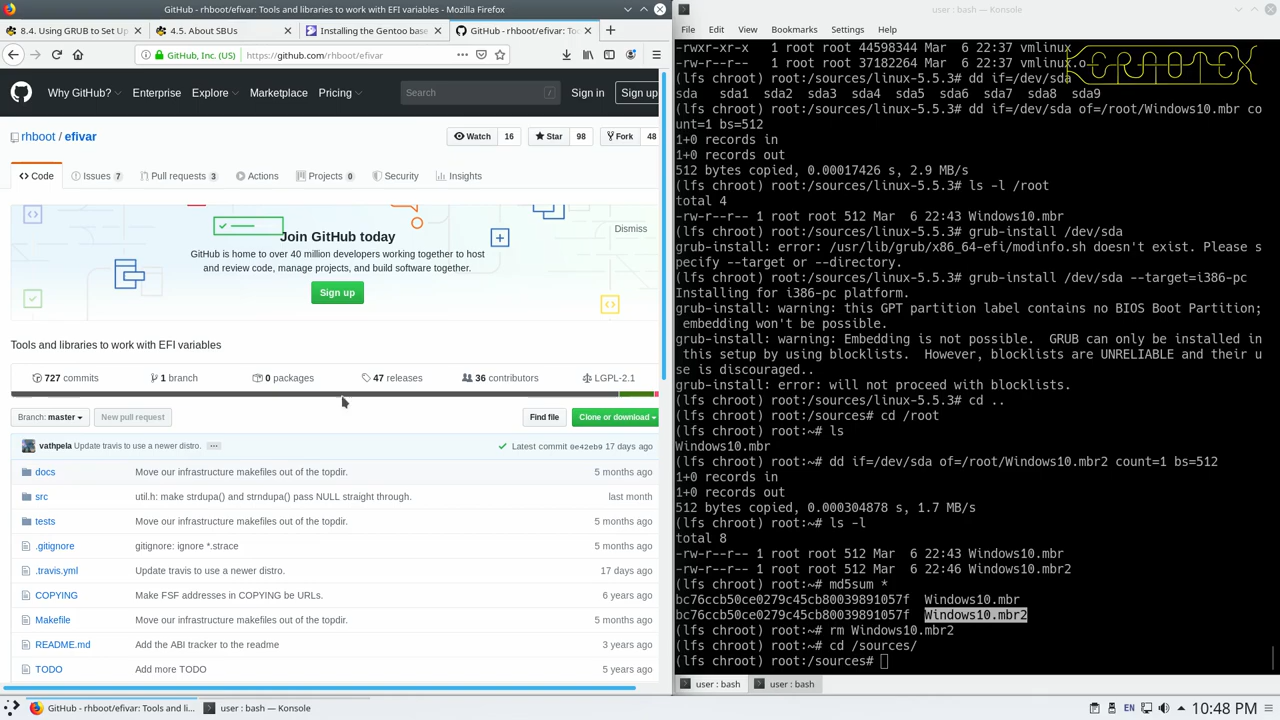 GitHub - rhboot/efivar: Tools and libraries to work with EFI variables - Mozilla Firefox
8.4. Using GRUB to Set Up
4.5. About SBUs
Installing the Gentoo base
GitHub - rhboot/efivar: To
GitHub, Inc. (US)
https://github.com/rhboot/efivar
Why GitHub?
Enterprise
Explore
Marketplace
Pricing
Search
/
Sign in
Sign up
rhboot / efivar
Watch 16
Star 98
Fork 48
Code
Issues 7
Pull requests 3
Actions
Projects 0
Security
Insights
Dismiss
Join GitHub today
GitHub is home to over 40 million developers working together to host
and review code, manage projects, and build software together.
Sign up
Tools and libraries to work with EFI variables
727 commits
1 branch
0 packages
47 releases
36 contributors
LGPL-2.1
Branch: master
New pull request
Find file
Clone or download
vathpela Update travis to use a newer distro. ...
Latest commit 0e42eb9 17 days ago
docs Move our infrastructure makefiles out of the topdir. 5 months ago
src util.h: make strdupa() and strndupa() pass NULL straight through. last month
tests Move our infrastructure makefiles out of the topdir. 5 months ago
.gitignore gitignore: ignore *.strace 5 months ago
.travis.yml Update travis to use a newer distro. 17 days ago
COPYING Make FSF addresses in COPYING be URLs. 6 years ago
Makefile Move our infrastructure makefiles out of the topdir. 5 months ago
README.md Add the ABI tracker to the readme 3 years ago
TODO Add more TODO 5 years ago
user : bash — Konsole
File Edit View Bookmarks Settings Help
-rwxr-xr-x 1 root root 44598344 Mar  6 22:37 vmlinux
-rw-r--r-- 1 root root 37182264 Mar  6 22:37 vmlinux.o
(lfs chroot) root:/sources/linux-5.5.3# dd if=/dev/sda
sda sda1 sda2 sda3 sda4 sda5 sda6 sda7 sda8 sda9
(lfs chroot) root:/sources/linux-5.5.3# dd if=/dev/sda of=/root/Windows10.mbr co
unt=1 bs=512
1+0 records in
1+0 records out
512 bytes copied, 0.00017426 s, 2.9 MB/s
(lfs chroot) root:/sources/linux-5.5.3# ls -l /root
total 4
-rw-r--r-- 1 root root 512 Mar  6 22:43 Windows10.mbr
(lfs chroot) root:/sources/linux-5.5.3# grub-install /dev/sda
grub-install: error: /usr/lib/grub/x86_64-efi/modinfo.sh doesn't exist. Please s
pecify --target or --directory.
(lfs chroot) root:/sources/linux-5.5.3# grub-install /dev/sda --target=i386-pc
Installing for i386-pc platform.
grub-install: warning: this GPT partition label contains no BIOS Boot Partition;
embedding won't be possible.
grub-install: warning: Embedding is not possible.  GRUB can only be installed in
this setup by using blocklists.  However, blocklists are UNRELIABLE and their u
se is discouraged..
grub-install: error: will not proceed with blocklists.
(lfs chroot) root:/sources/linux-5.5.3# cd ..
(lfs chroot) root:/sources# cd /root
(lfs chroot) root:~# ls
Windows10.mbr
(lfs chroot) root:~# dd if=/dev/sda of=/root/Windows10.mbr2 count=1 bs=512
1+0 records in
1+0 records out
512 bytes copied, 0.000304878 s, 1.7 MB/s
(lfs chroot) root:~# ls -l
total 8
-rw-r--r-- 1 root root 512 Mar  6 22:43 Windows10.mbr
-rw-r--r-- 1 root root 512 Mar  6 22:46 Windows10.mbr2
(lfs chroot) root:~# md5sum *
bc76ccb50ce0279c45cb80039891057f  Windows10.mbr
bc76ccb50ce0279c45cb80039891057f  Windows10.mbr2
(lfs chroot) root:~# rm Windows10.mbr2
(lfs chroot) root:~# cd /sources/
(lfs chroot) root:/sources#
user : bash
user : bash
GitHub - rhboot/efivar: Tools and li...
user : bash — Konsole
EN
10:48 PM